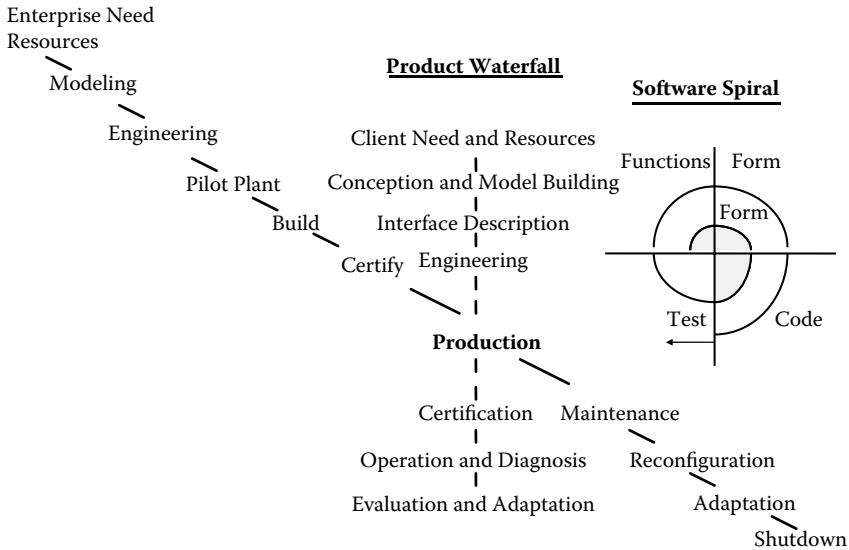 Enterprise Need
Resources
Modeling
Engineering
Pilot Plant
Build
Certify
Product Waterfall
Client Need and Resources
Conception and Model Building
Interface Description
Engineering
Production
Certification
Operation and Diagnosis
Evaluation and Adaptation
Maintenance
Reconfiguration
Adaptation
Shutdown
Software Spiral
Functions
Form
Form
Test
Code